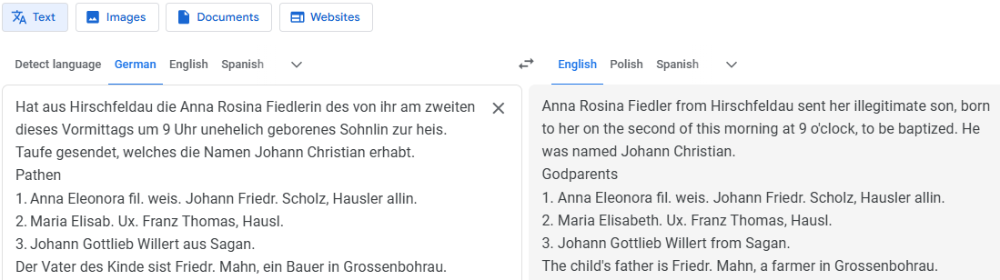 Text
Images
Documents
Websites
Detect language
German
English
Spanish
English
Polish
Spanish
Hat aus Hirschfeldau die Anna Rosina Fiedlerin des von ihr am zweiten
dieses Vormittags um 9 Uhr unehelich geborenes Sohnlin zur heis.
Taufe gesendet, welches die Namen Johann Christian erhabt.
Pathen
1. Anna Eleonora fil. weis. Johann Friedr. Scholz, Hausler allin.
2. Maria Elisab. Ux. Franz Thomas, Hausl.
3. Johann Gottlieb Willert aus Sagan.
Der Vater des Kinde sist Friedr. Mahn, ein Bauer in Grossenbohrau.
Anna Rosina Fiedler from Hirschfeldau sent her illegitimate son, born
to her on the second of this morning at 9 o'clock, to be baptized. He
was named Johann Christian.
Godparents
1. Anna Eleonora fil. weis. Johann Friedr. Scholz, Hausler allin.
2. Maria Elisabeth. Ux. Franz Thomas, Hausl.
3. Johann Gottlieb Willert from Sagan.
The child's father is Friedr. Mahn, a farmer in Grossenbohrau.